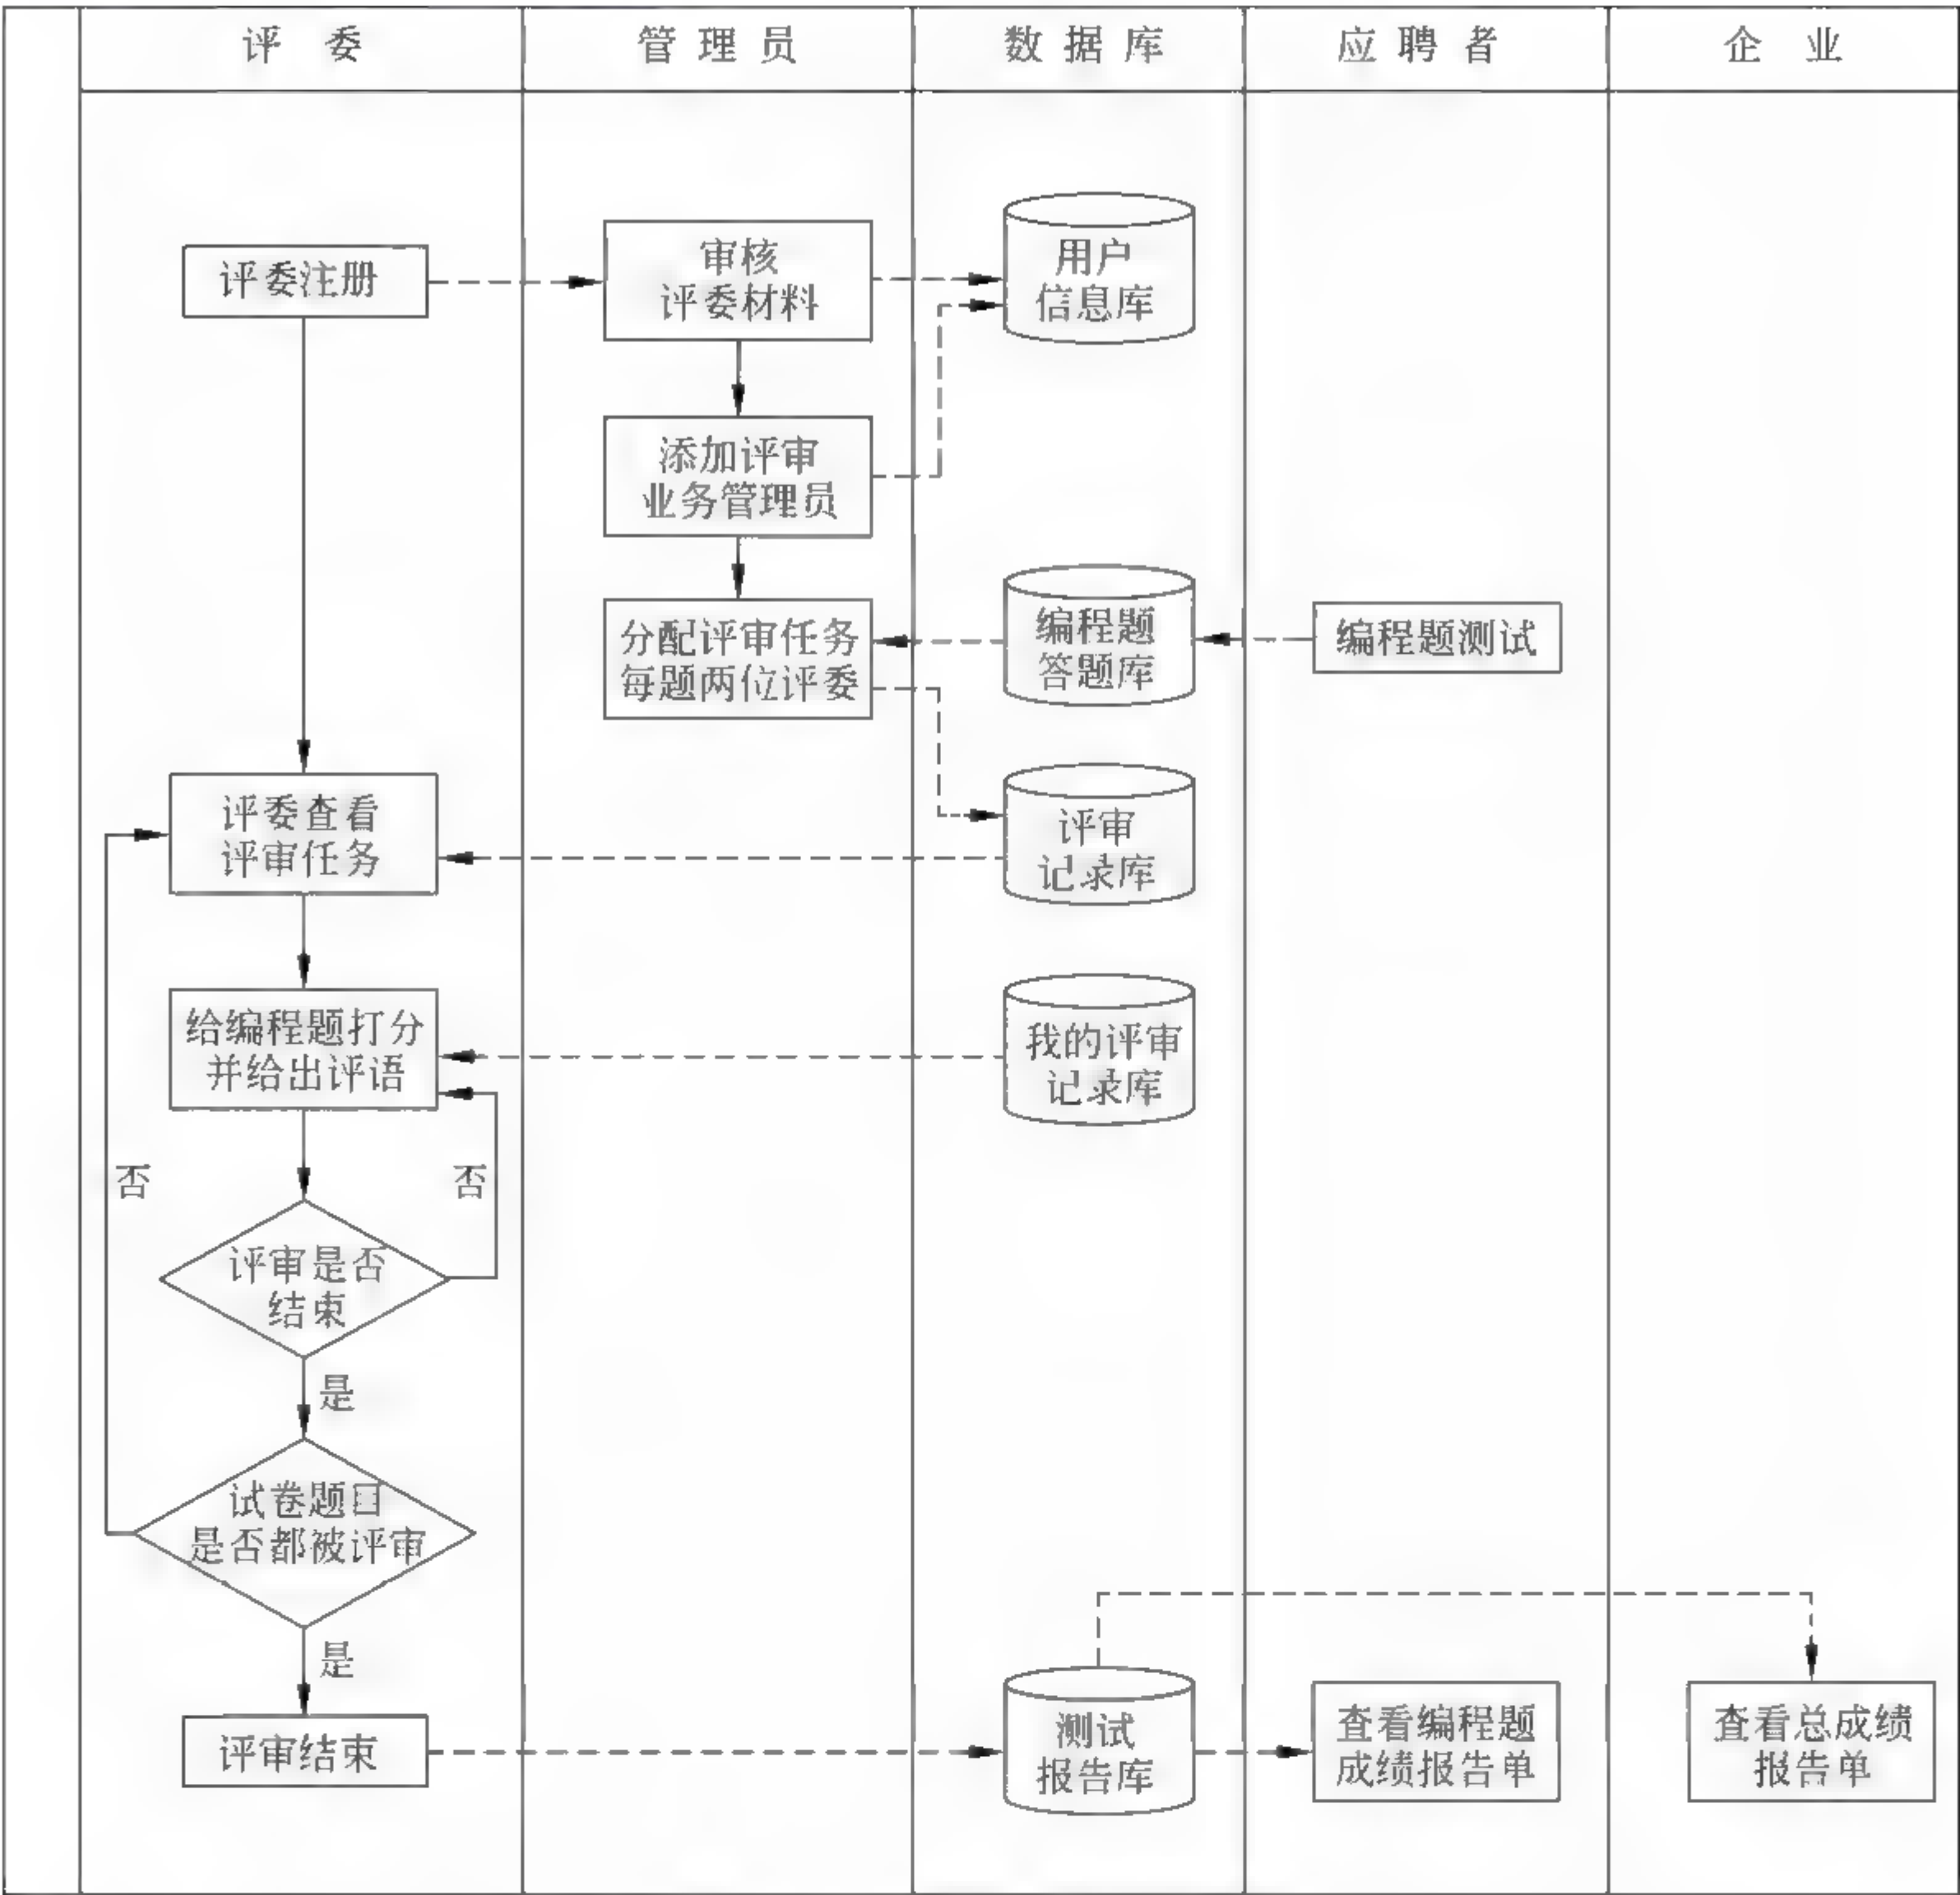 评委
管理员
数据库
应聘者
企业
评委注册
审核
评委材料
用户
信息库
添加评审
业务管理员
分配评审任务
每题两位评委
编程题
答题库
编程题测试
评委查看
评审任务
评审
记录库
给编程题打分
并给出评语
我的评审
记录库
否
否
评审是否
结束
是
试卷题目
是否都被评审
是
评审结束
测试
报告库
查看编程题
成绩报告单
查看总成绩
报告单